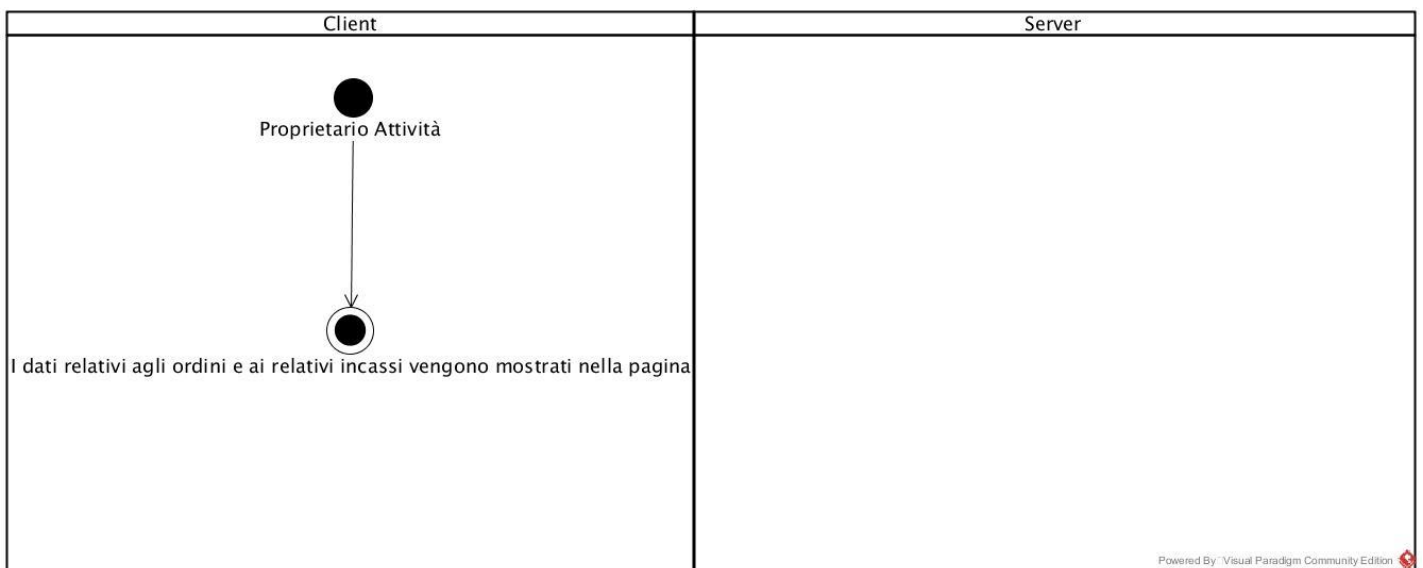 Client
Server
Proprietario Attività
I dati relativi agli ordini e ai relativi incassi vengono mostrati nella pagina
Powered By Visual Paradigm Community Edition